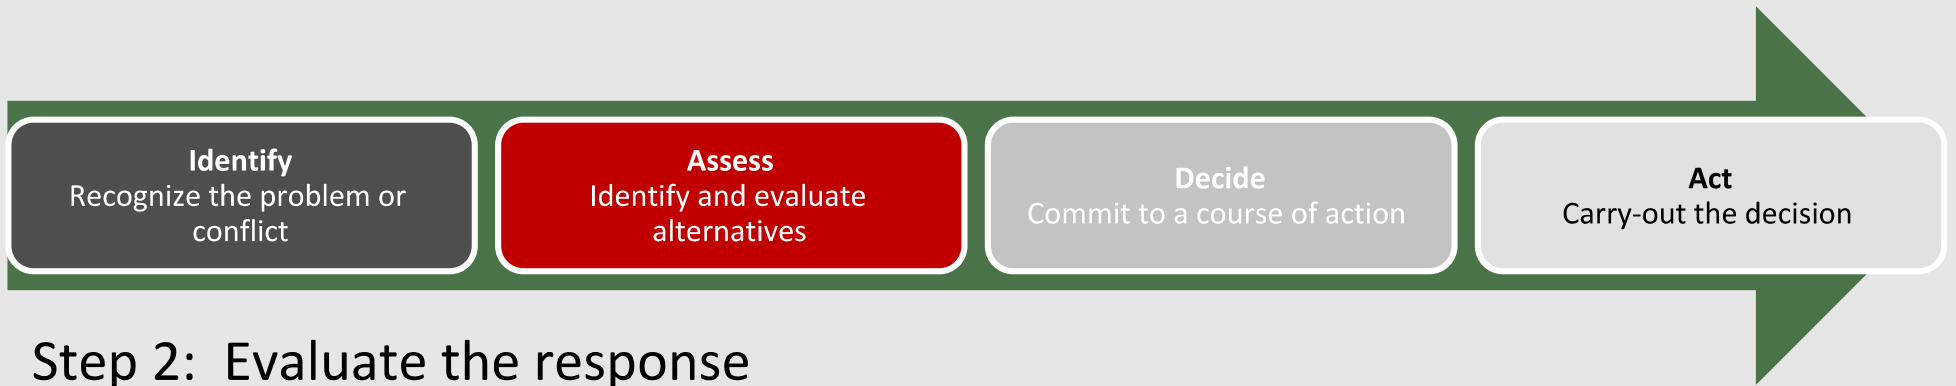 Identify
Recognize the problem or
conflict
Assess
Identify and evaluate
alternatives
Decide
Commit to a course of action
Act
Carry-out the decision
Step 2:  Evaluate the response